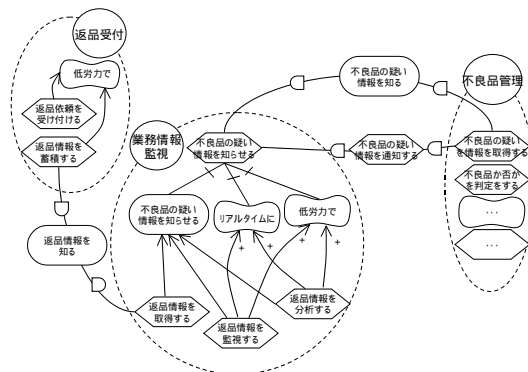 返品受付
低労力で
返品依頼を
受け付ける
返品情報を
蓄積する
返品情報を
知る
業務情報
監視
不良品の疑い
情報を知らせる
不良品の疑い
情報を知らせる
リアルタイムに
低労力で
+
+
+
+
返品情報を
取得する
返品情報を
監視する
返品情報を
分析する
不良品の疑い
情報を知る
不良品の疑い
情報を通知する
不良品管理
不良品の疑い
を情報を取得する
不良品か否か
を判定をする
...
...